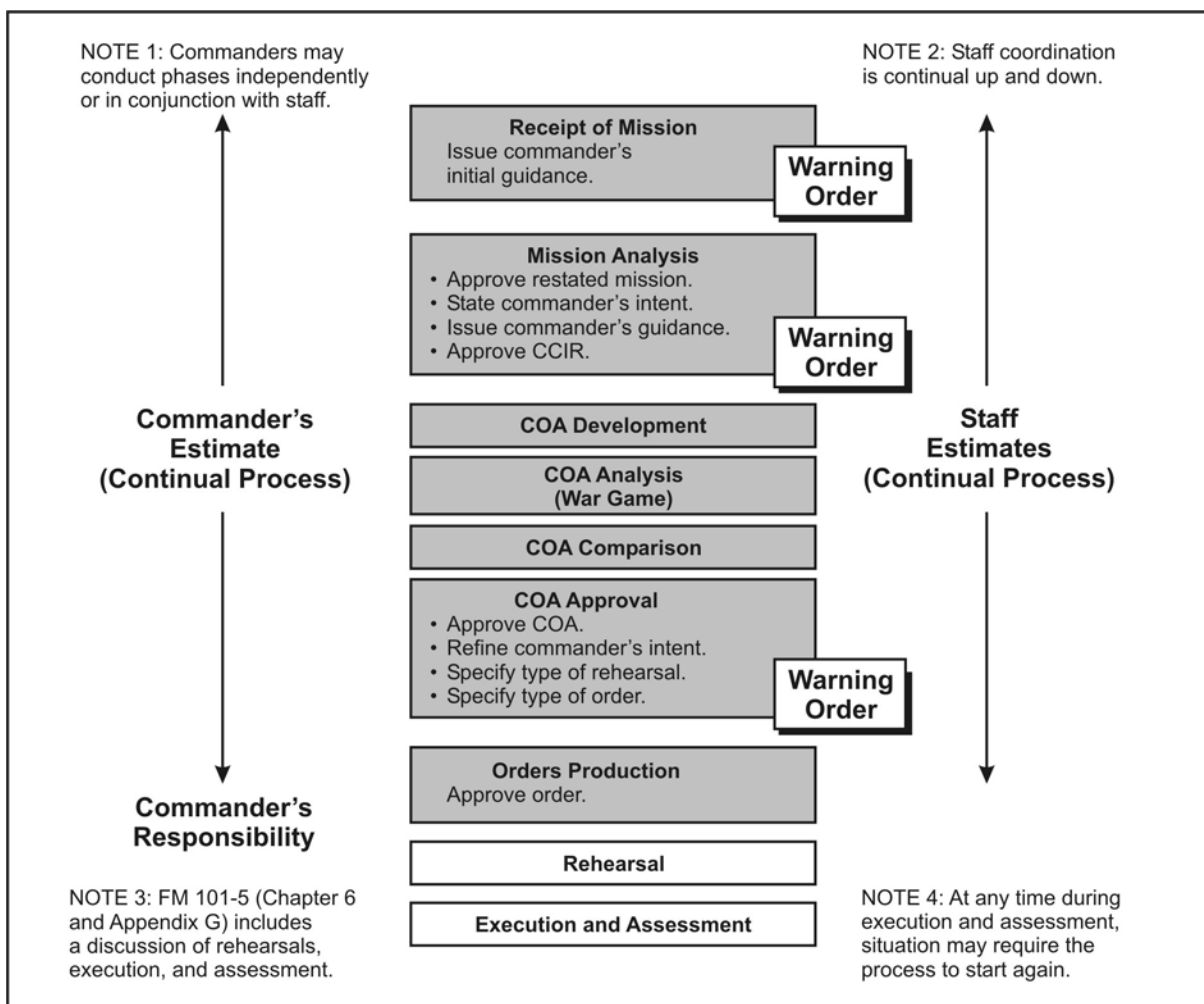 NOTE 1: Commanders may
conduct phases independently
or in conjunction with staff.
NOTE 2: Staff coordination
is continual up and down.
Receipt of Mission
Issue commander’s
initial guidance.
Warning
Order
Mission Analysis
• Approve restated mission.
• State commander’s intent.
• Issue commander’s guidance.
• Approve CCIR.
Warning
Order
Commander’s
Estimate
(Continual Process)
COA Development
COA Analysis
(War Game)
COA Comparison
Staff
Estimates
(Continual Process)
COA Approval
• Approve COA.
• Refine commander’s intent.
• Specify type of rehearsal.
• Specify type of order.
Warning
Order
Orders Production
Approve order.
Commander’s
Responsibility
Rehearsal
Execution and Assessment
NOTE 3: FM 101-5 (Chapter 6
and Appendix G) includes
a discussion of rehearsals,
execution, and assessment.
NOTE 4: At any time during
execution and assessment,
situation may require the
process to start again.